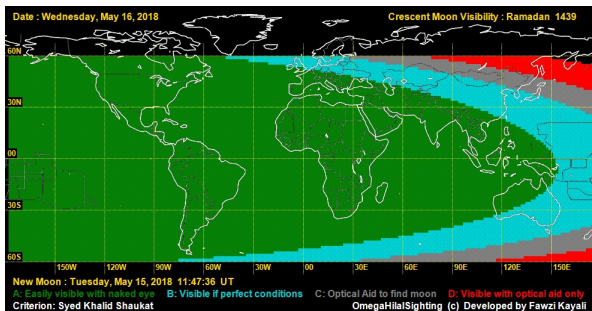 Date : Wednesday, May 16, 2018
Crescent Moon Visibility : Ramadan 1439
60N
30N
00
30S
60S
150W 120W 90W 60W 30W 00 30E 60E 90E 120E 150E
New Moon : Tuesday, May 15, 2018 11:47:36 UT
A: Easily visible with naked eye B: Visible if perfect conditions C: Optical Aid to find moon D: Visible with optical aid only
Criterion: Syed Khalid Shaukat OmegaHilalSighting (c) Developed by Fawzi Kayali